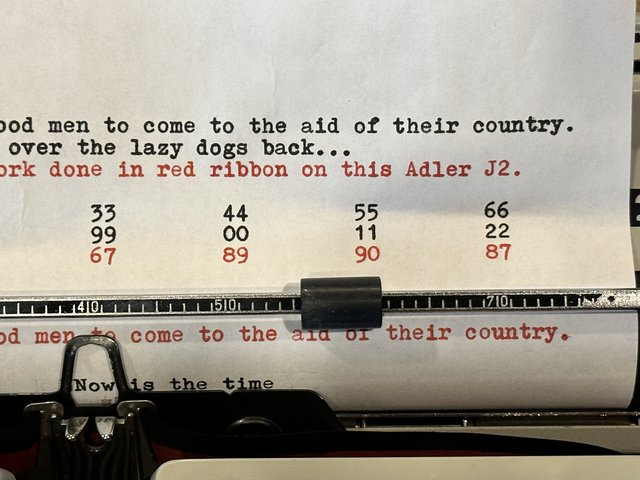 ood men to come to the aid of their country.
over the lazy dogs back...
ork done in red ribbon on this Adler J2.
33 44 55 66
99 00 11 22
67 89 90 87
40 50 70
od men to come to the aid of their country.
Now is the time